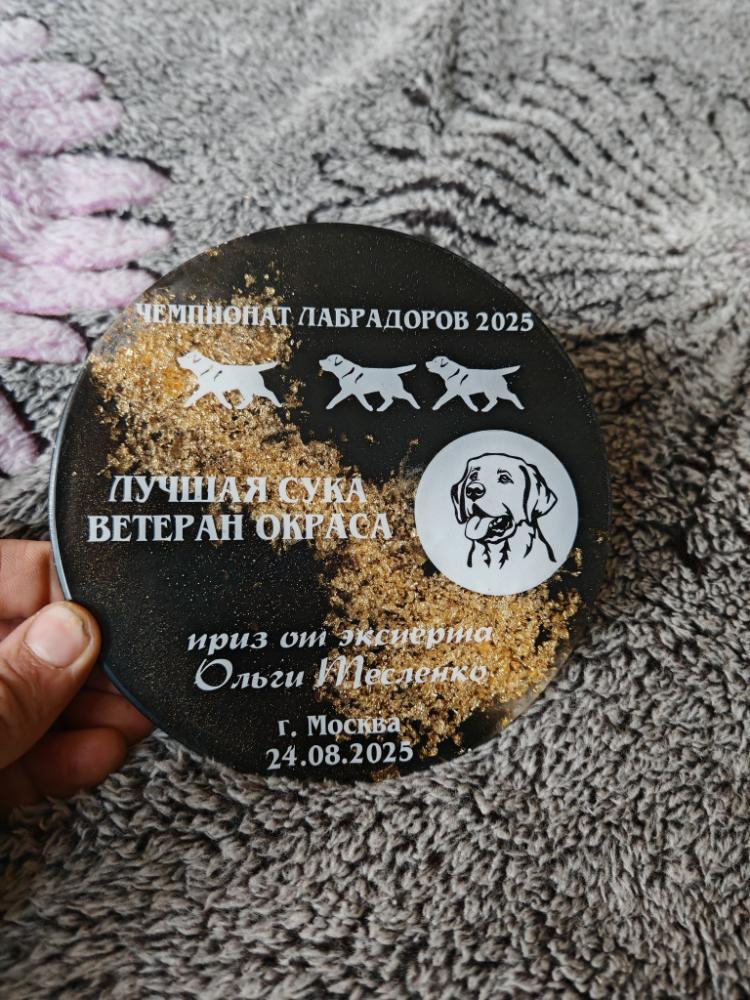 ЧЕМПИОНАТ ЛАБРАДОРОВ 2025
ЛУЧШАЯ СУКА
ВЕТЕРАН ОКРАСА
приз от эксперта
Ольги Тесленко
г. Москва
24.08.2025